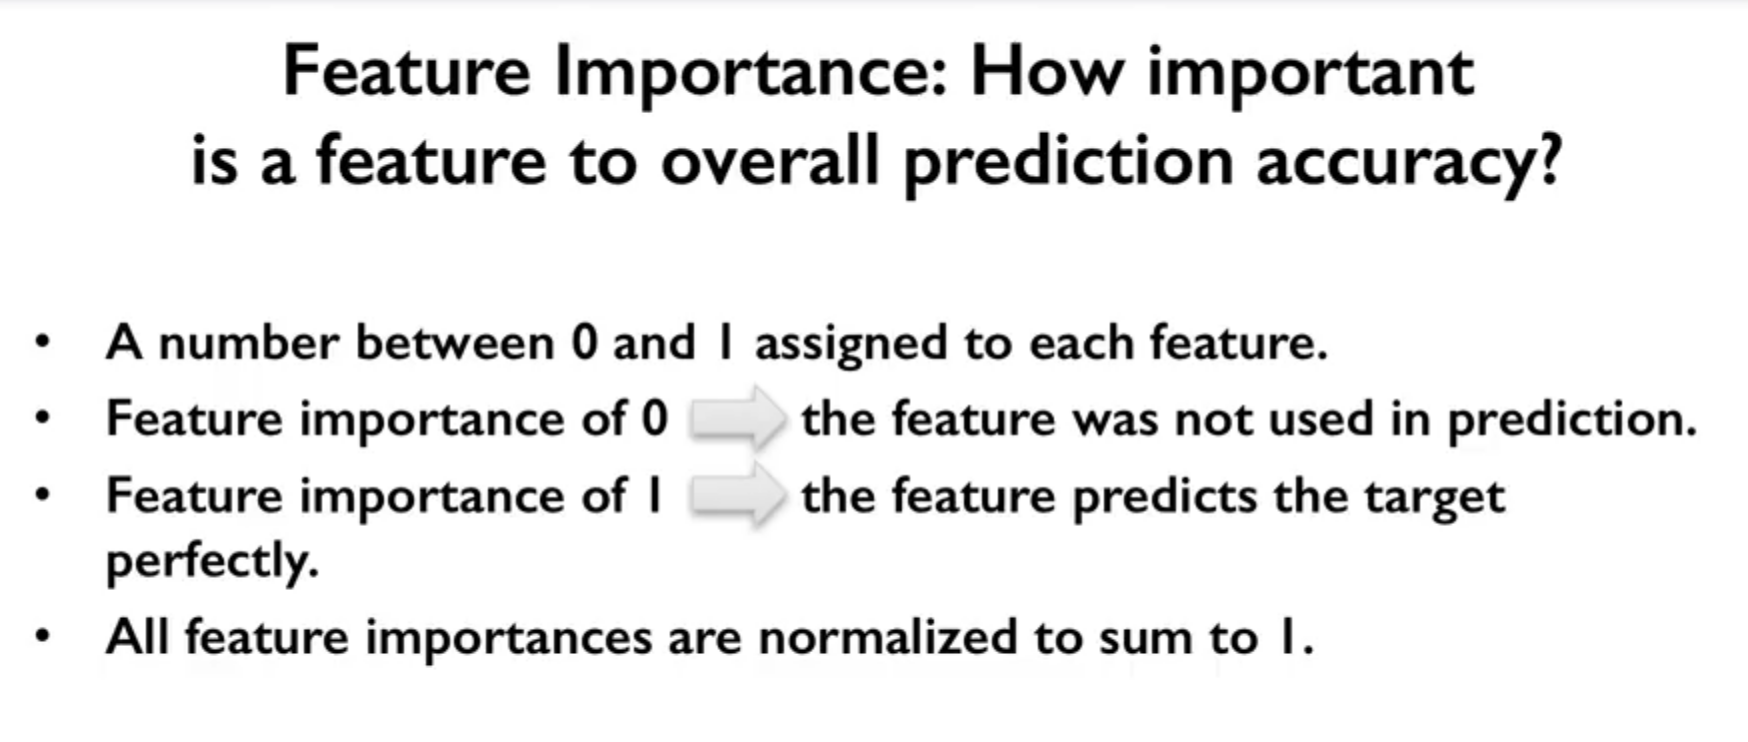 Feature Importance: How important
is a feature to overall prediction accuracy?
• A number between 0 and 1 assigned to each feature.
• Feature importance of 0 the feature was not used in prediction.
• Feature importance of 1 the feature predicts the target
perfectly.
• All feature importances are normalized to sum to 1.